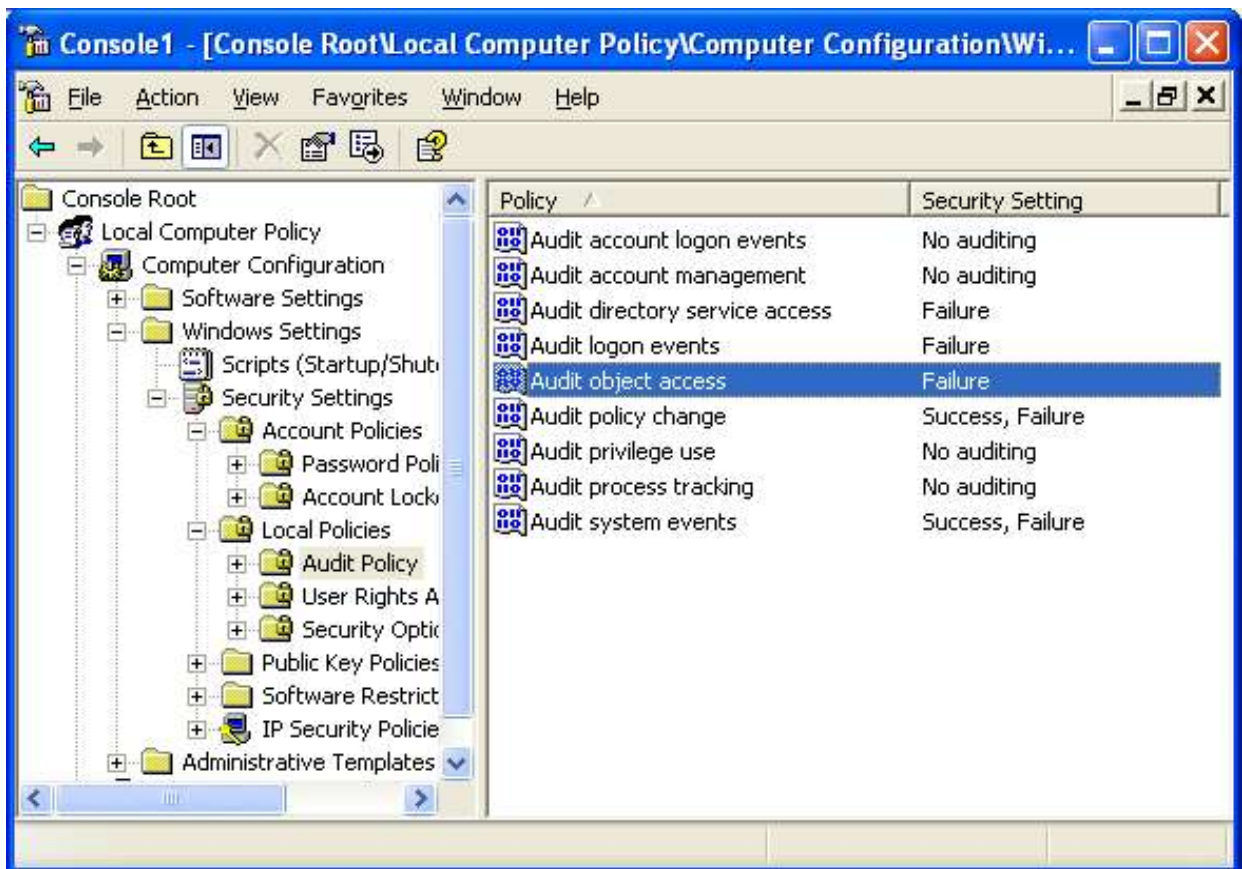 Console1 - [Console Root\Local Computer Policy\Computer Configuration\Wi...
File Action View Favorites Window Help
Console Root
Local Computer Policy
Computer Configuration
Software Settings
Windows Settings
Scripts (Startup/Shut
Security Settings
Account Policies
Password Poli
Account Lock
Local Policies
Audit Policy
User Rights A
Security Optic
Public Key Policies
Software Restrict
IP Security Policie
Administrative Templates
Policy Security Setting
Audit account logon events No auditing
Audit account management No auditing
Audit directory service access Failure
Audit logon events Failure
Audit object access Failure
Audit policy change Success, Failure
Audit privilege use No auditing
Audit process tracking No auditing
Audit system events Success, Failure